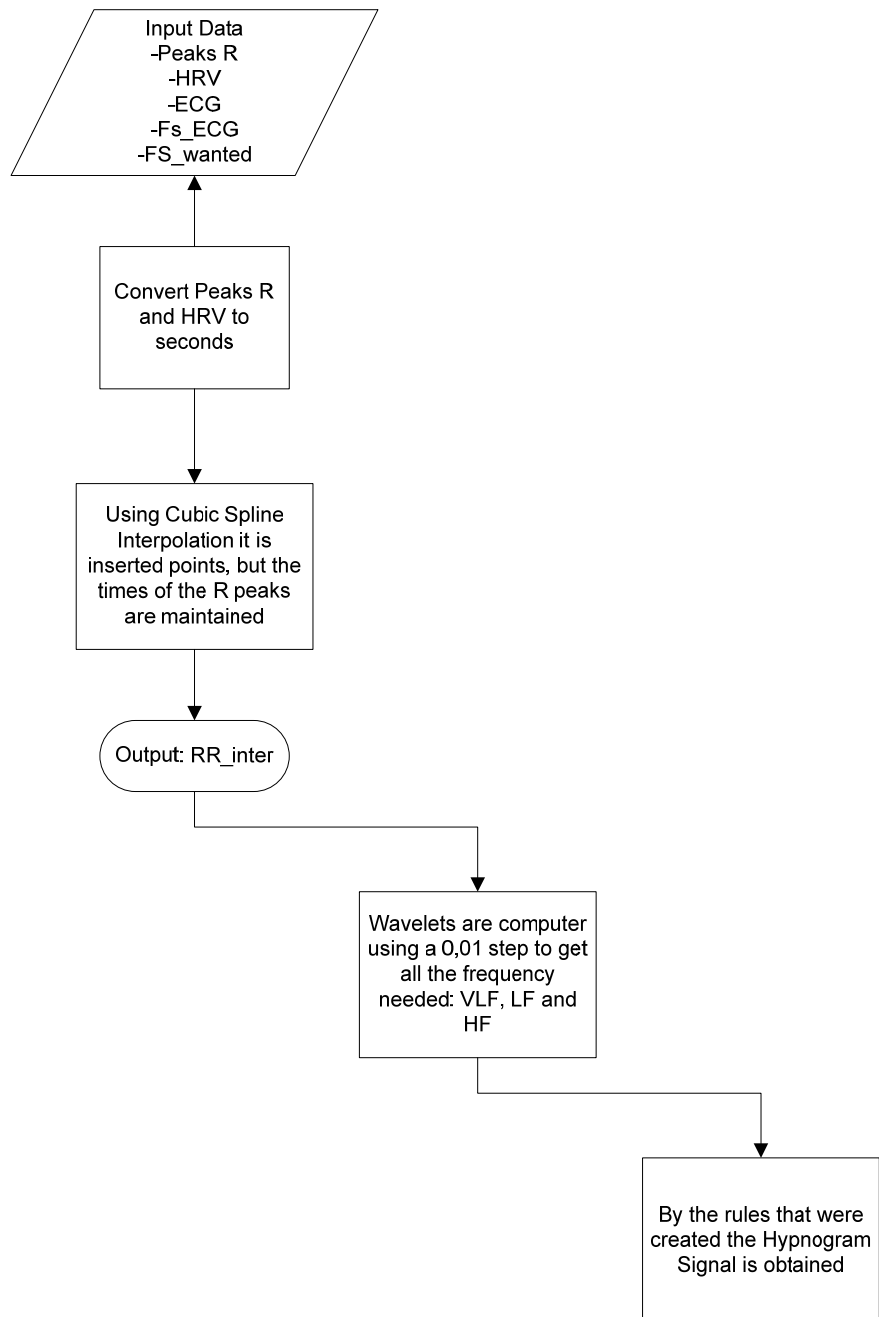 Input Data
-Peaks R
-HRV
-ECG
-Fs_ECG
-FS_wanted
Convert Peaks R
and HRV to
seconds
Using Cubic Spline
Interpolation it is
inserted points, but the
times of the R peaks
are maintained
Output: RR_inter
Wavelets are computer
using a 0,01 step to get
all the frequency
needed: VLF, LF and
HF
By the rules that were
created the Hypnogram
Signal is obtained